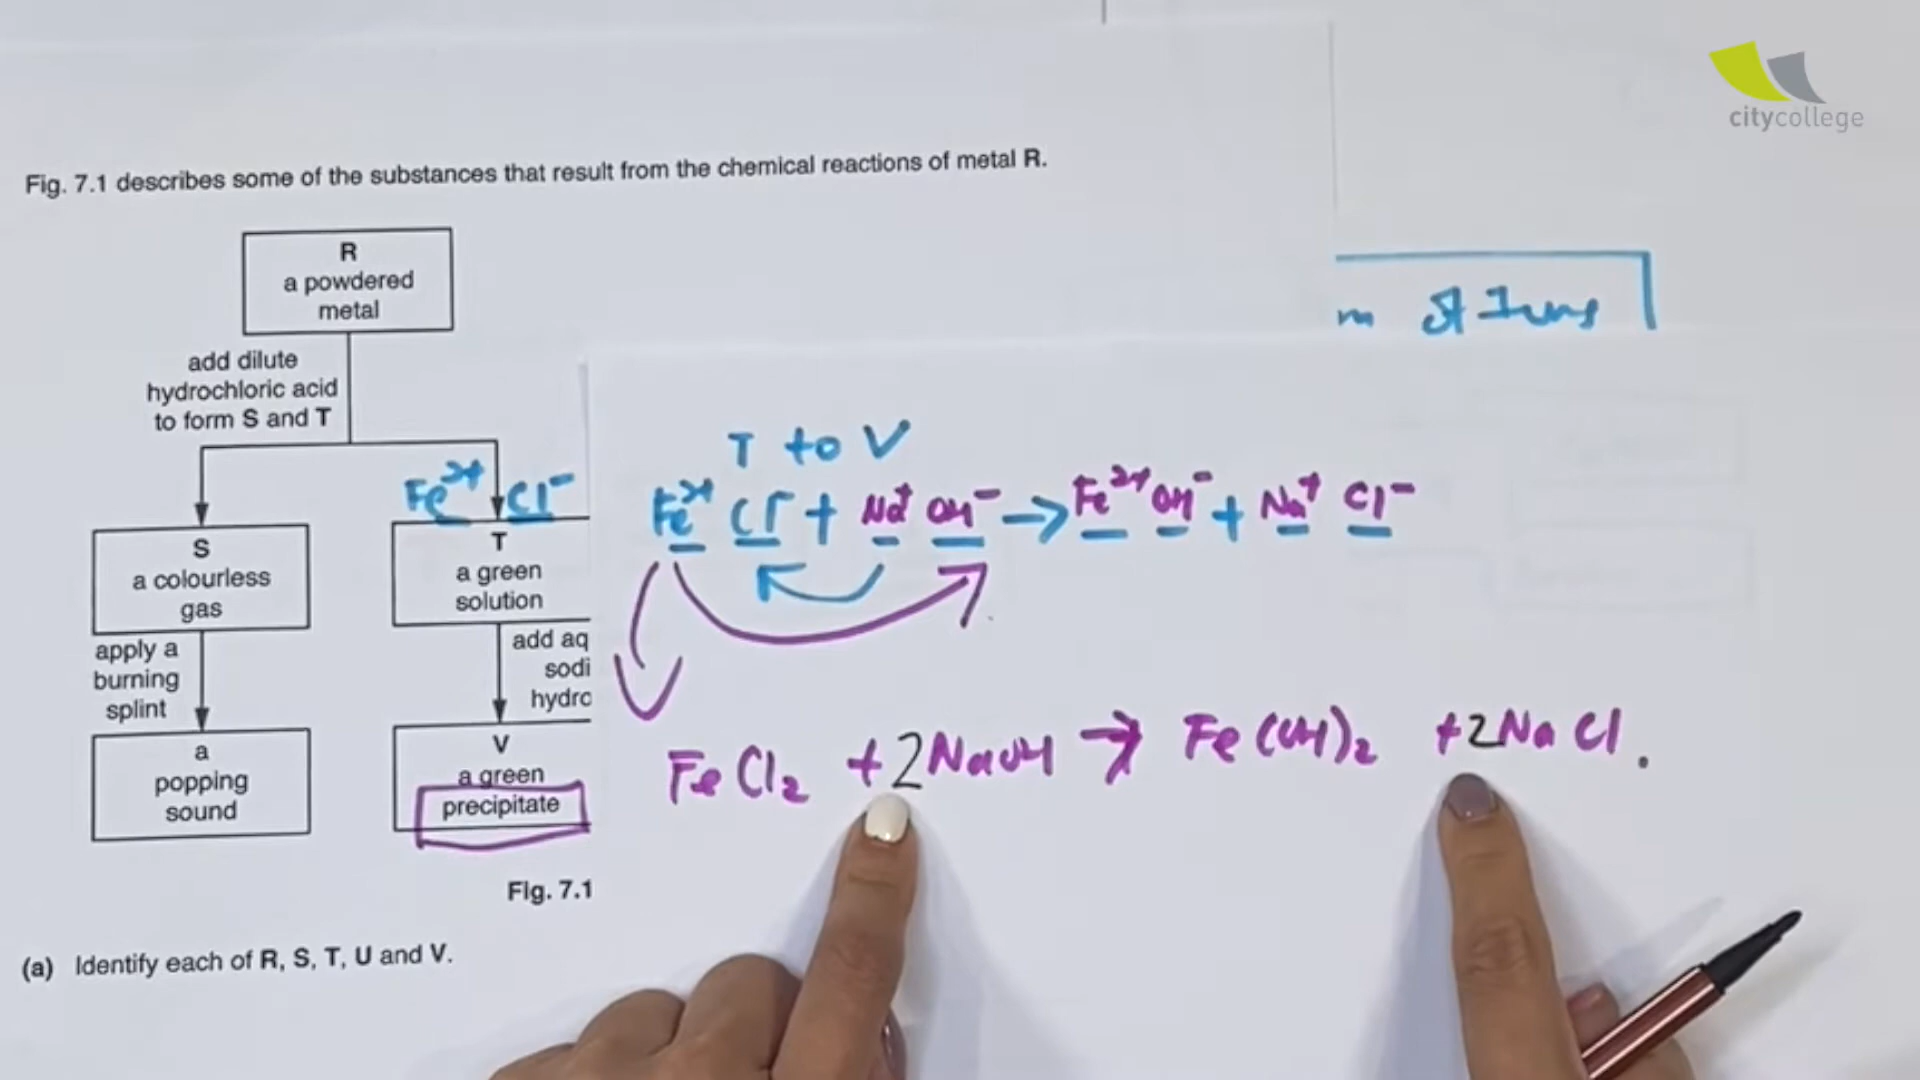 citycollege
Fig. 7.1 describes some of the substances that result from the chemical reactions of metal R.
R
a powdered
metal
add dilute
hydrochloric acid
to form S and T
Fe²⁺ Cl⁻
S
a colourless
gas
T
a green
solution
apply a
burning
splint
add aq
sodi
hydro
a
popping
sound
V
a green
precipitate
Fig. 7.1
(a) Identify each of R, S, T, U and V.
T to V
Fe²⁺ Cl⁻ + Na⁺ OH⁻ → Fe²⁺ OH⁻ + Na⁺ Cl⁻
FeCl₂ + 2NaOH → Fe(OH)₂ + 2NaCl.